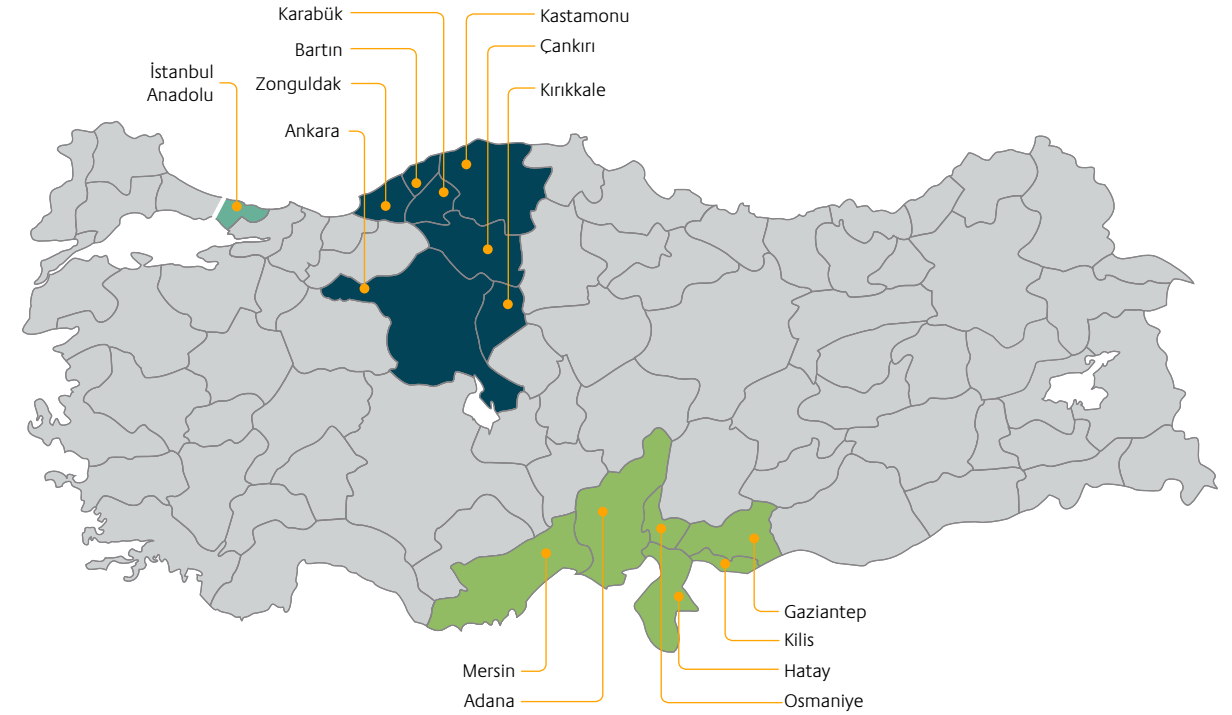 Karabük
Kastamonu
Bartın
Çankırı
İstanbul
Anadolu
Zonguldak
Kırıkkale
Ankara
Gaziantep
Kilis
Mersin
Hatay
Adana
Osmaniye